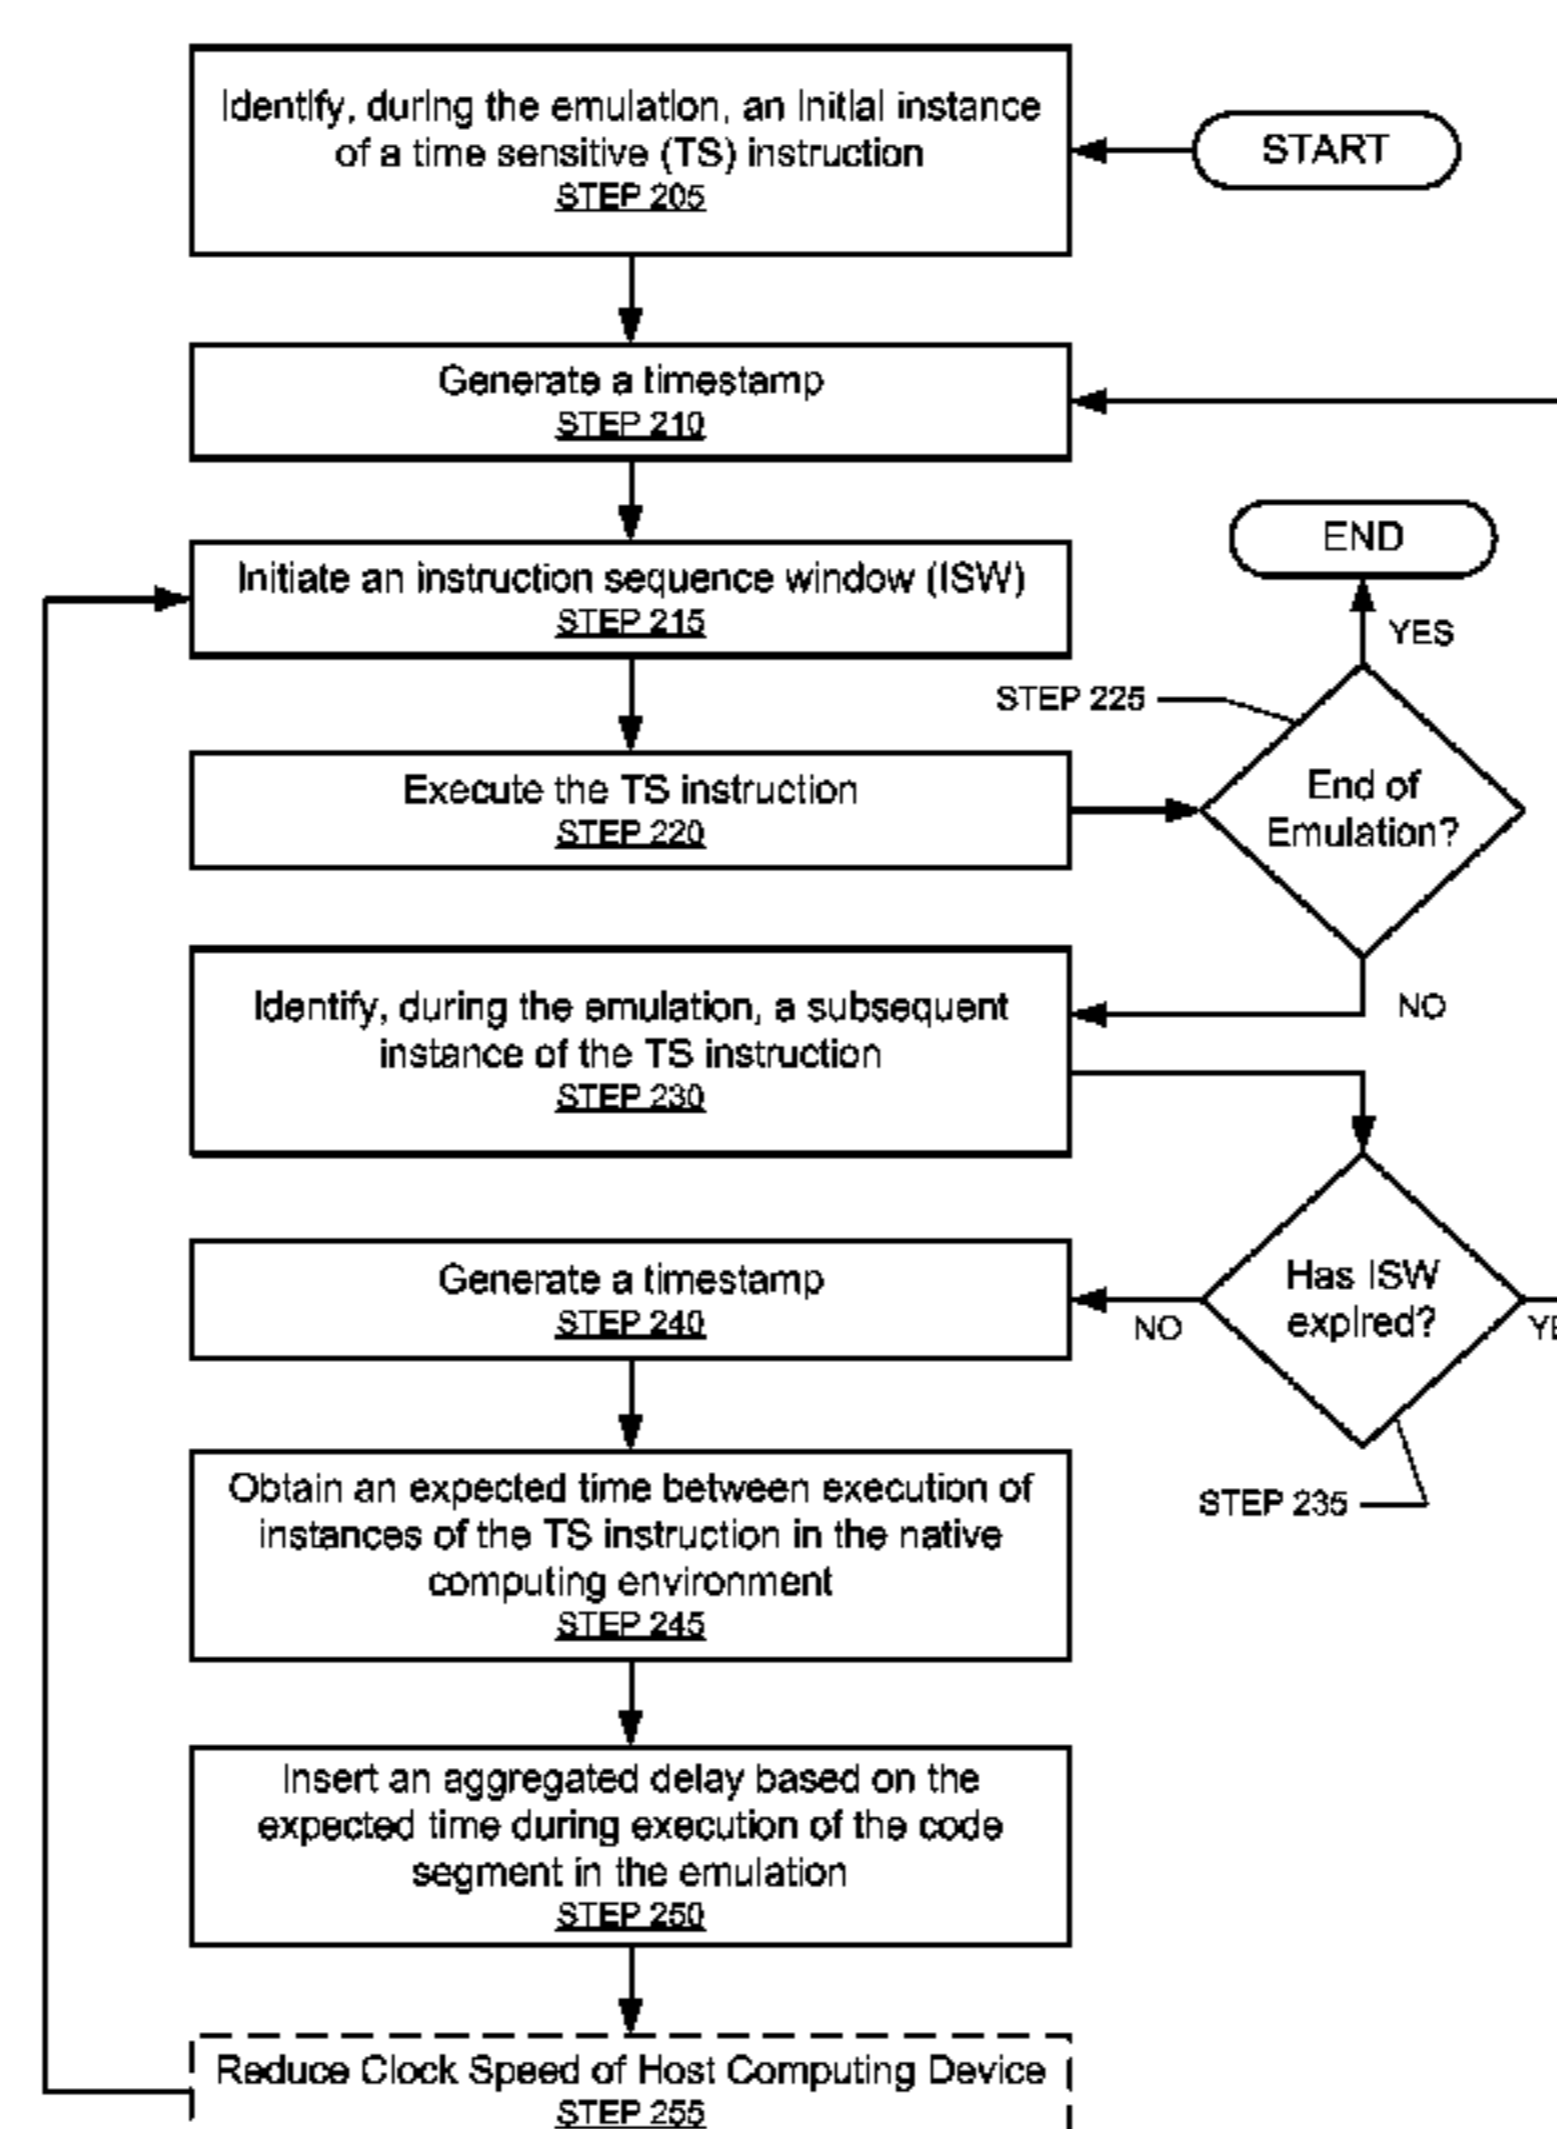 START
Identify, during the emulation, an initial instance
of a time sensitive (TS) instruction
STEP 205
Generate a timestamp
STEP 210
Initiate an instruction sequence window (ISW)
STEP 215
END
YES
STEP 225
Execute the TS instruction
STEP 220
End of
Emulation?
NO
Identify, during the emulation, a subsequent
instance of the TS instruction
STEP 230
Has ISW
expired?
NO
STEP 235
Generate a timestamp
STEP 240
Obtain an expected time between execution of
instances of the TS instruction in the native
computing environment
STEP 245
Insert an aggregated delay based on the
expected time during execution of the code
segment in the emulation
STEP 250
Reduce Clock Speed of Host Computing Device
STEP 255